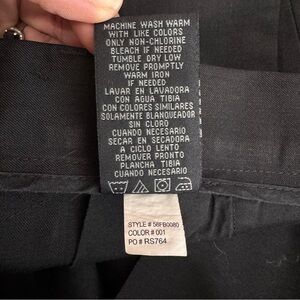 MACHINE WASH WARM
WITH LIKE COLORS
ONLY NON-CHLORINE
BLEACH IF NEEDED
TUMBLE DRY LOW
REMOVE PROMPTLY
WARM IRON
IF NEEDED
LAVAR EN LAVADORA
CON AGUA TIBIA
CON COLORES SIMILARES
SOLAMENTE BLANQUEADOR
SIN CLORO
CUANDO NECESARIO
SECAR EN SECADORA
A CICLO LENTO
REMOVER PRONTO
PLANCHA TIBIA
CUANDO NECESARIO
STYLE # 56FB0080
COLOR # 001
PO # RS764